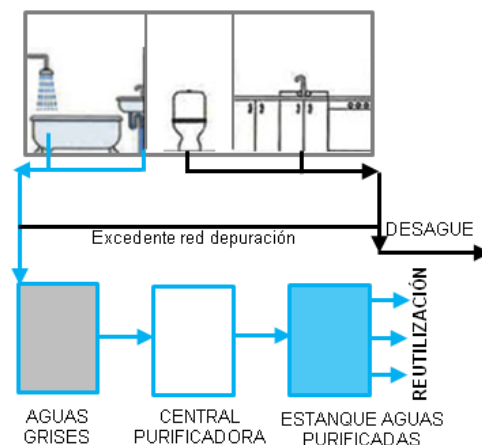 Excedente red depuración
DESAGUE
REUTILIZACIÓN
AGUAS
GRISES
CENTRAL
PURIFICADORA
ESTANQUE AGUAS
PURIFICADAS